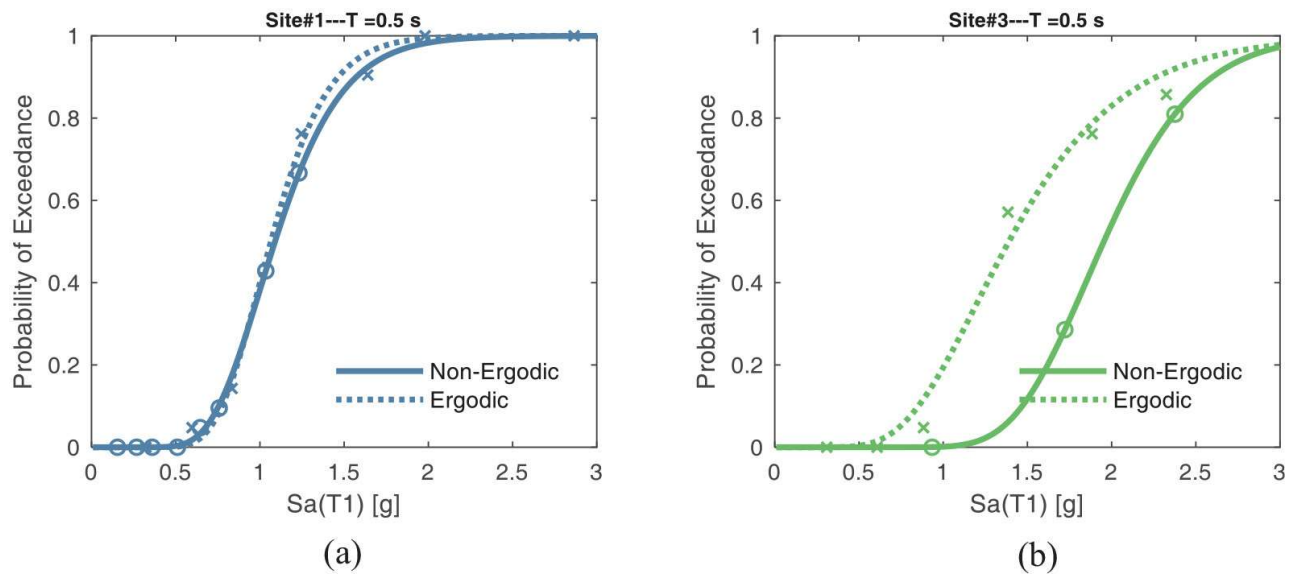 Site#1---T =0.5 s
Probability of Exceedance
1
0.8
0.6
0.4
0.2
0
0 0.5 1 1.5 2 2.5 3
Sa(T1) [g]
Non-Ergodic
Ergodic
(a)
Site#3---T =0.5 s
Probability of Exceedance
1
0.8
0.6
0.4
0.2
0
0 0.5 1 1.5 2 2.5 3
Sa(T1) [g]
Non-Ergodic
Ergodic
(b)